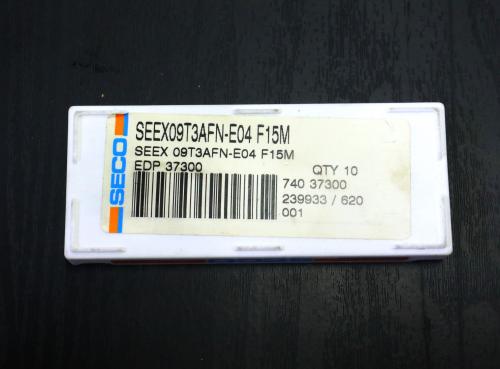 SECO
SEEX09T3AFN-E04 F15M
SEEX 09T3AFN-E04 F15M
EDP 37300
QTY 10
740 37300
239933 / 620
001